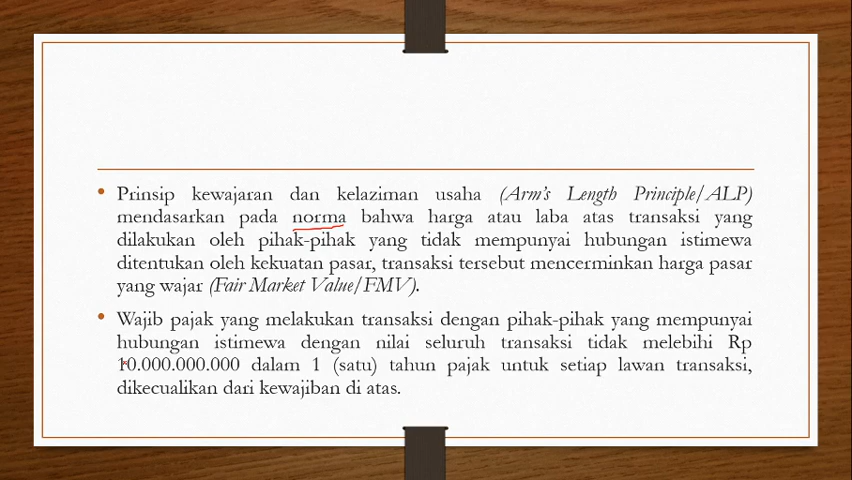 • Prinsip kewajaran dan kelaziman usaha (Arm's Length Principle/ALP)
mendasarkan pada norma bahwa harga atau laba atas transaksi yang
dilakukan oleh pihak-pihak yang tidak mempunyai hubungan istimewa
ditentukan oleh kekuatan pasar, transaksi tersebut mencerminkan harga pasar
yang wajar (Fair Market Value/FMV).
• Wajib pajak yang melakukan transaksi dengan pihak-pihak yang mempunyai
hubungan istimewa dengan nilai seluruh transaksi tidak melebihi Rp
10.000.000.000 dalam 1 (satu) tahun pajak untuk setiap lawan transaksi,
dikecualikan dari kewajiban di atas.